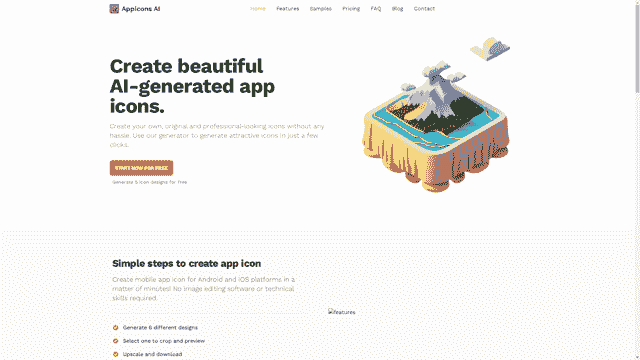 Appicons AI
Home Features Samples Pricing FAQ Blog Contact
Create beautiful
AI-generated app
icons.
Create your own, original and professional-looking icons without any
hassle. Use our generator to generate attractive icons in just a few
clicks.
START NOW FOR FREE
Generate 5 icon designs for free
Simple steps to create app icon
Create mobile app icon for Android and iOS platforms in a
matter of minutes! No image editing software or technical
skills required.
features
Generate 6 different designs
Select one to crop and preview
Upscale and download